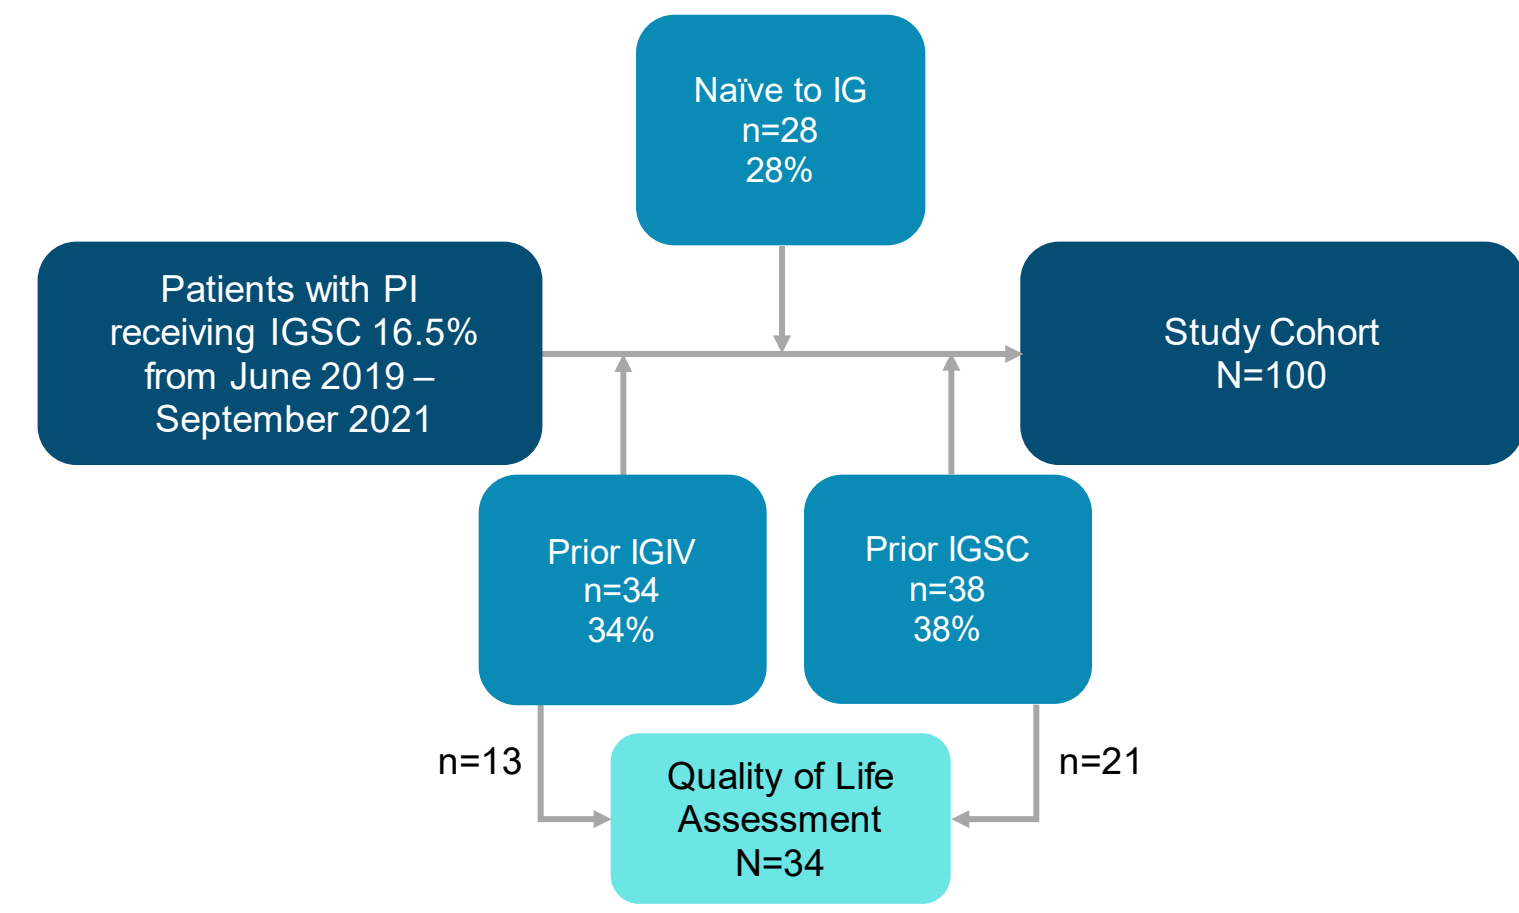 Naïve to IG
n=28
28%
Patients with PI
receiving IGSC 16.5%
from June 2019 –
September 2021
Study Cohort
N=100
Prior IGIV
n=34
34%
Prior IGSC
n=38
38%
n=13
Quality of Life
Assessment
N=34
n=21